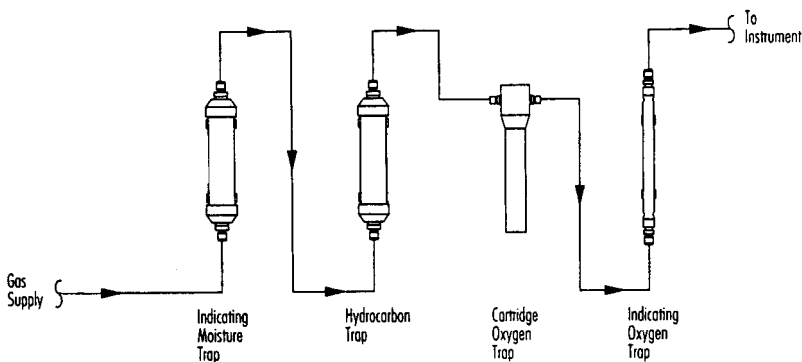 To
Instrument
Gas
Supply
Indicating
Moisture
Trap
Hydrocarbon
Trap
Cartridge
Oxygen
Trap
Indicating
Oxygen
Trap